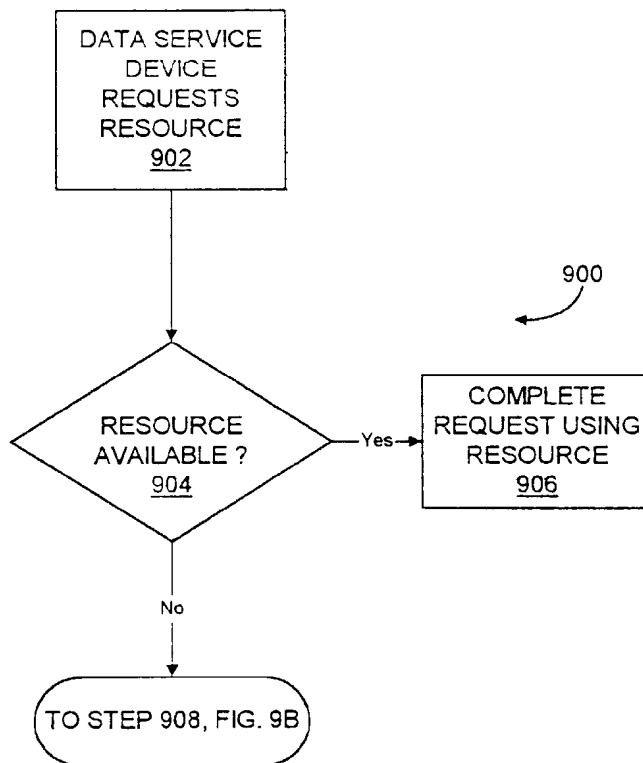 DATA SERVICE
DEVICE
REQUESTS
RESOURCE
902
900
RESOURCE
AVAILABLE ?
904
Yes
COMPLETE
REQUEST USING
RESOURCE
906
No
TO STEP 908, FIG. 9B